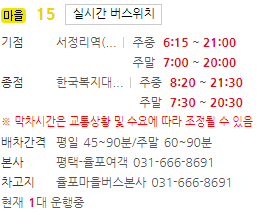 마을 15 실시간 버스위치
기점 서정리역(... | 주중 6:15 ~ 21:00
주말 7:00 ~ 20:00
종점 한국복지대... | 주중 8:20 ~ 21:30
주말 7:30 ~ 20:30
※ 막차시간은 교통상황 및 수요에 따라 조정될 수 있음
배차간격 평일 45~90분/주말 60~90분
본사 평택-율포여객 031-666-8691
차고지 율포마을버스본사 031-666-8691
현재 1대 운행중